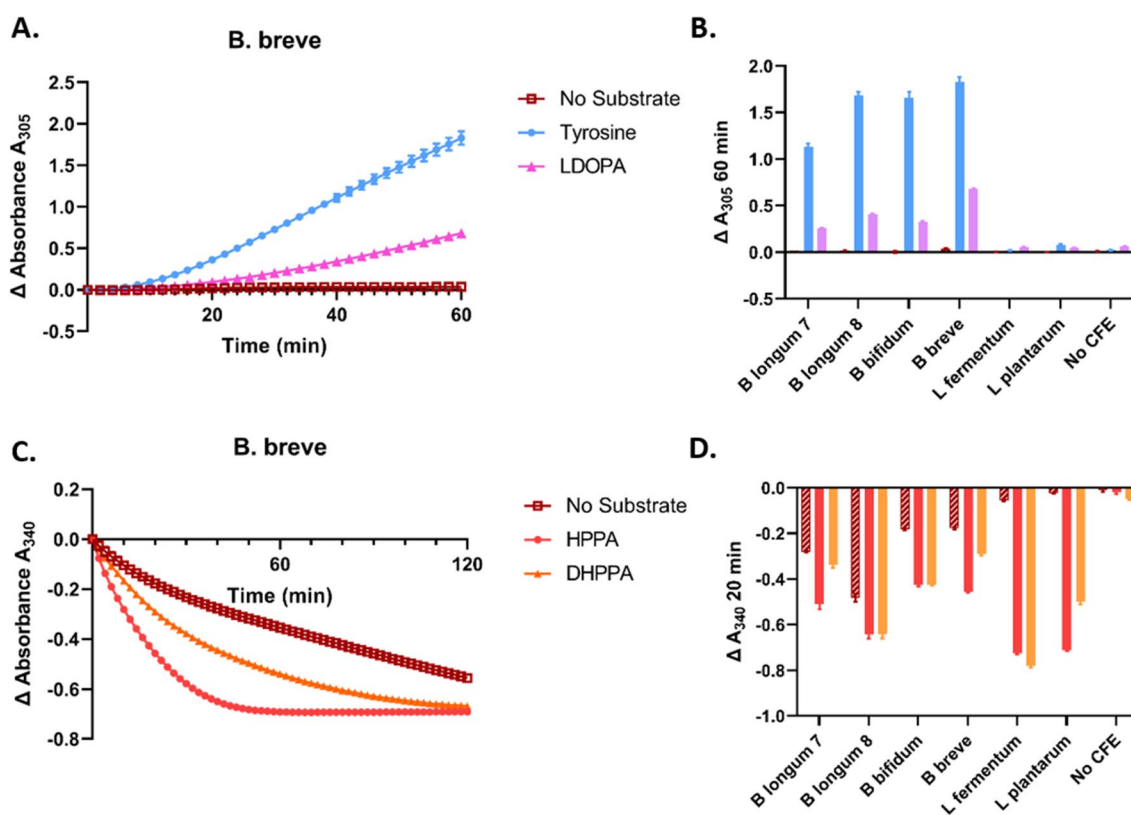 A.
B. breve
Δ Absorbance A305
2.5
2.0
1.5
1.0
0.5
0.0
-0.5
20
40
60
Time (min)
No Substrate
Tyrosine
LDOPA
B.
Δ A305 60 min
2.0
1.5
1.0
0.5
0.0
-0.5
B longum 7
B longum 8
B bifidum
B breve
L fermentum
L plantarum
No CFE
C.
B. breve
Δ Absorbance A340
0.2
0.0
-0.2
-0.4
-0.6
-0.8
60
120
Time (min)
No Substrate
HPPA
DHPPA
D.
Δ A340 20 min
0.0
-0.2
-0.4
-0.6
-0.8
-1.0
B longum 7
B longum 8
B bifidum
B breve
L fermentum
L plantarum
No CFE